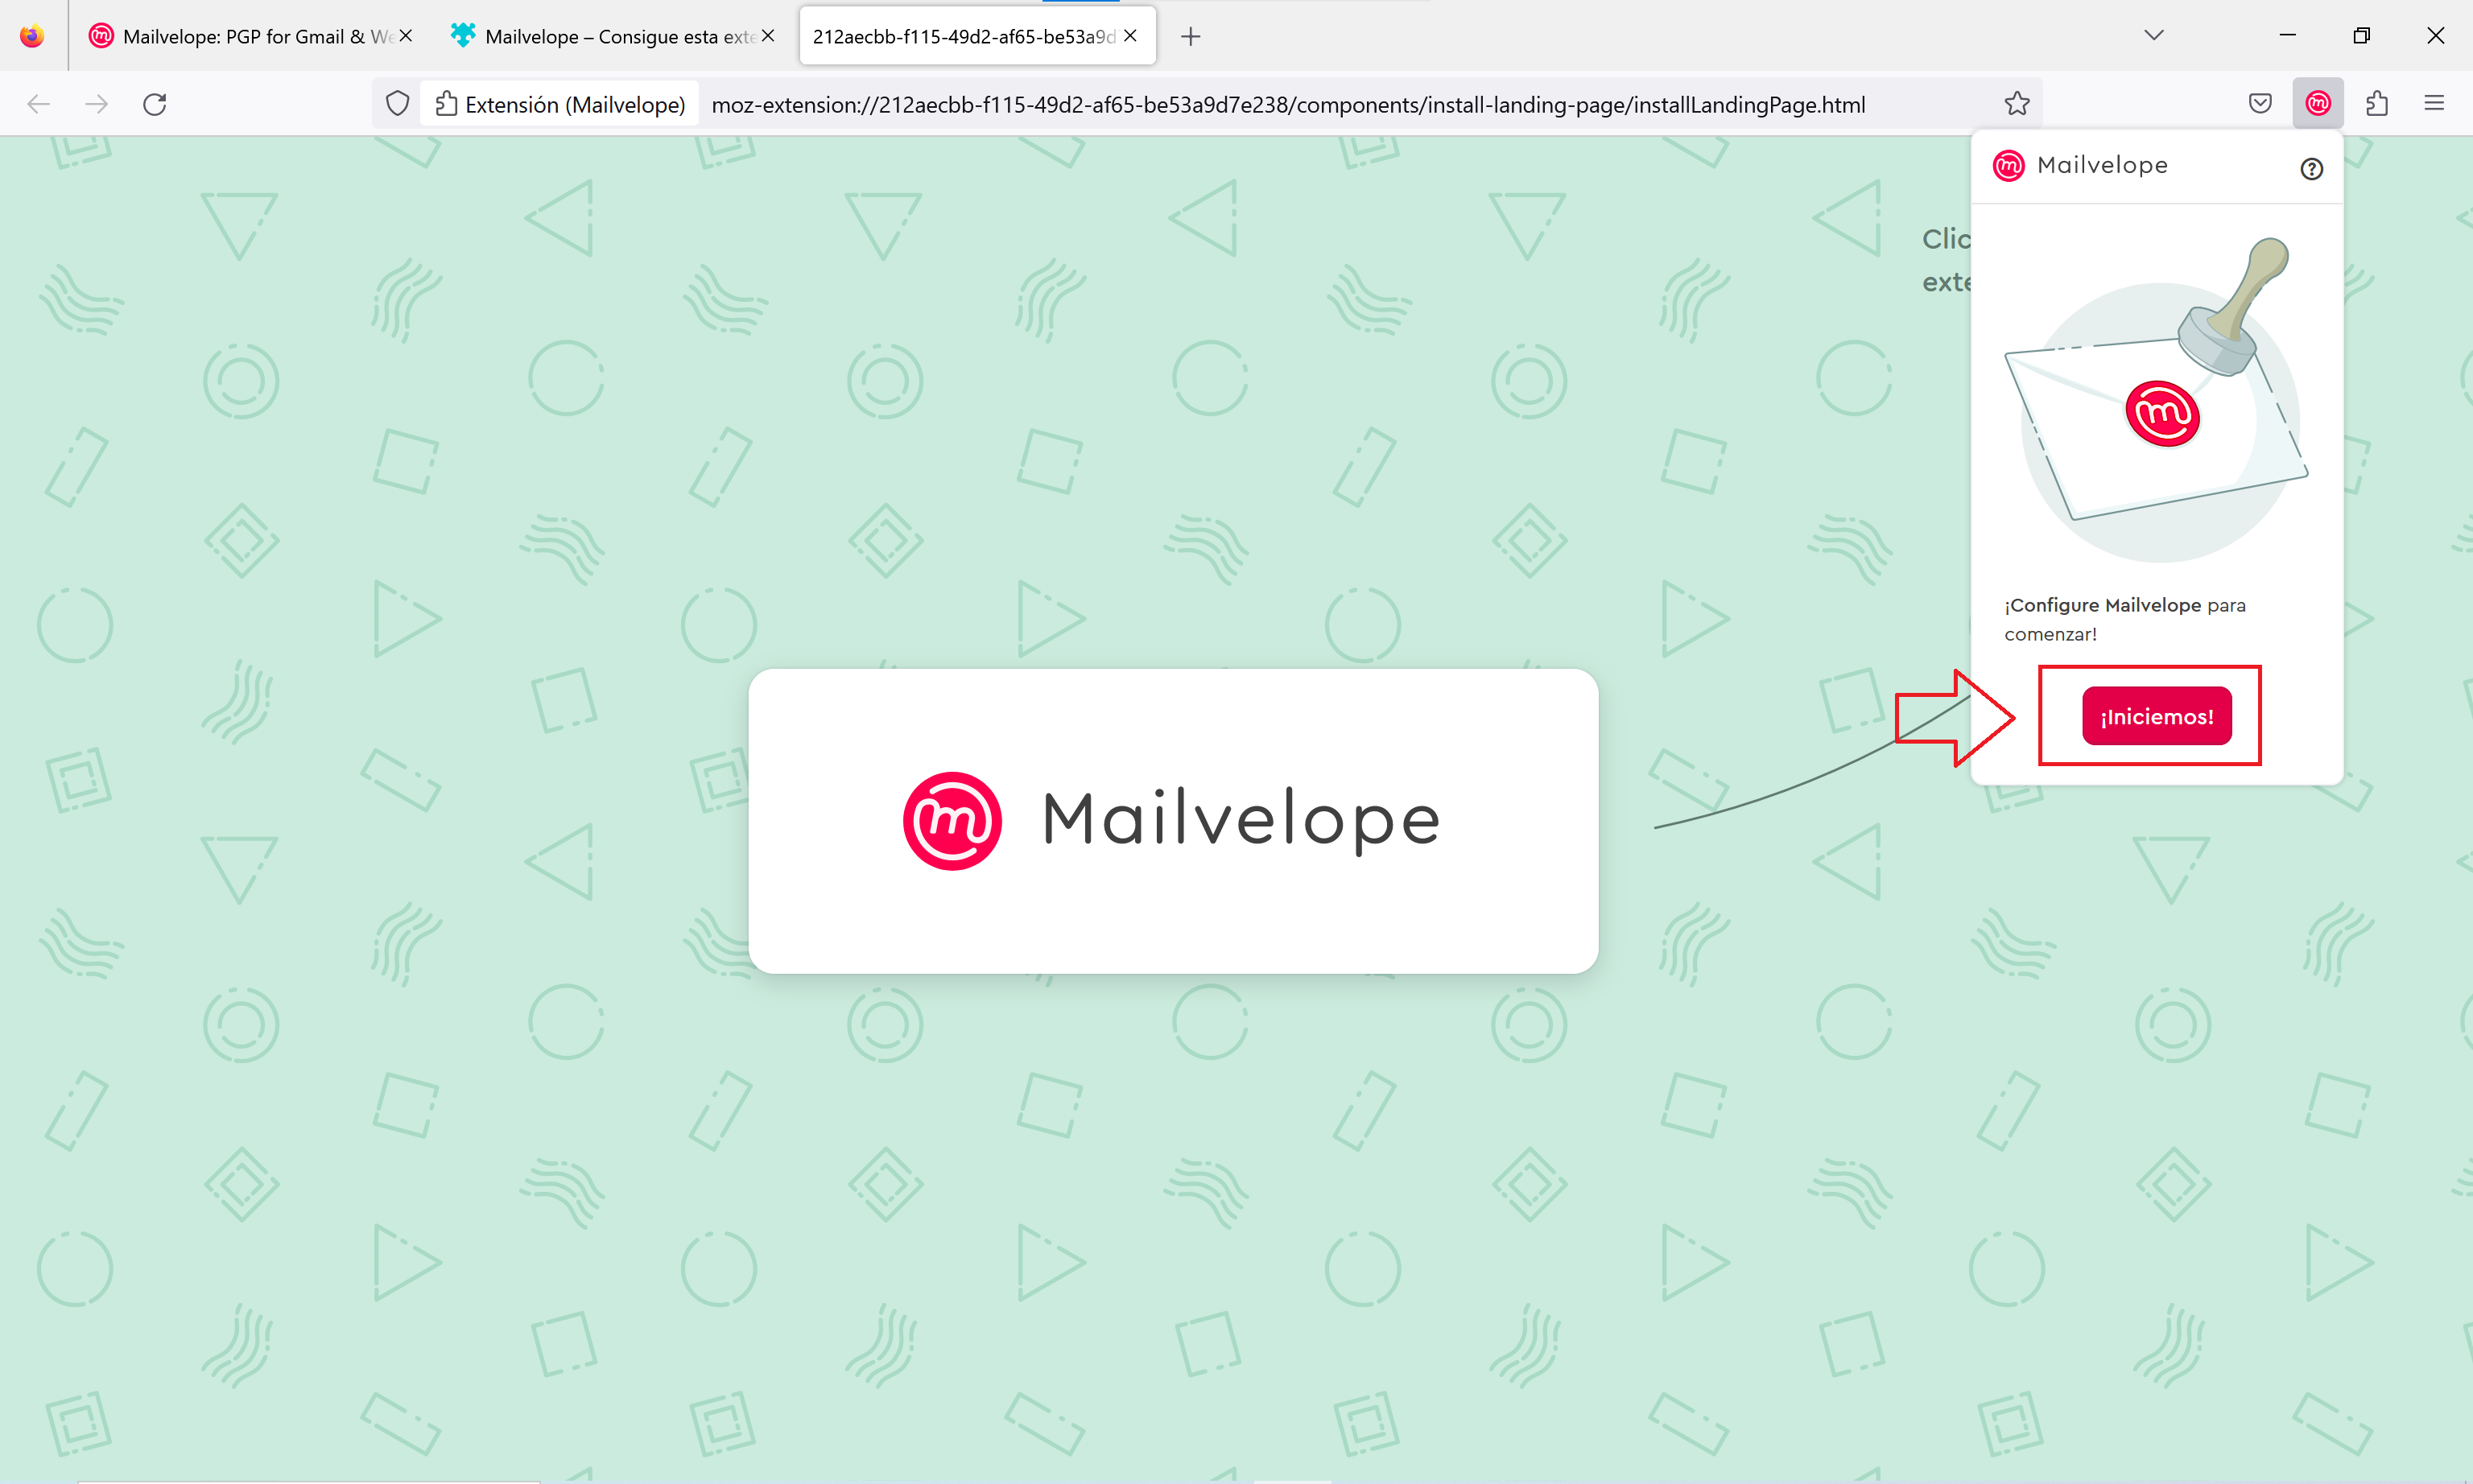 Mailvelope: PGP for Gmail & We
Mailvelope – Consigue esta exte
212aecbb-f115-49d2-af65-be53a9d
Extensión (Mailvelope)
moz-extension://212aecbb-f115-49d2-af65-be53a9d7e238/components/install-landing-page/installLandingPage.html
Mailvelope
Clic
exte
¡Configure Mailvelope para
comenzar!
¡Iniciemos!
Mailvelope